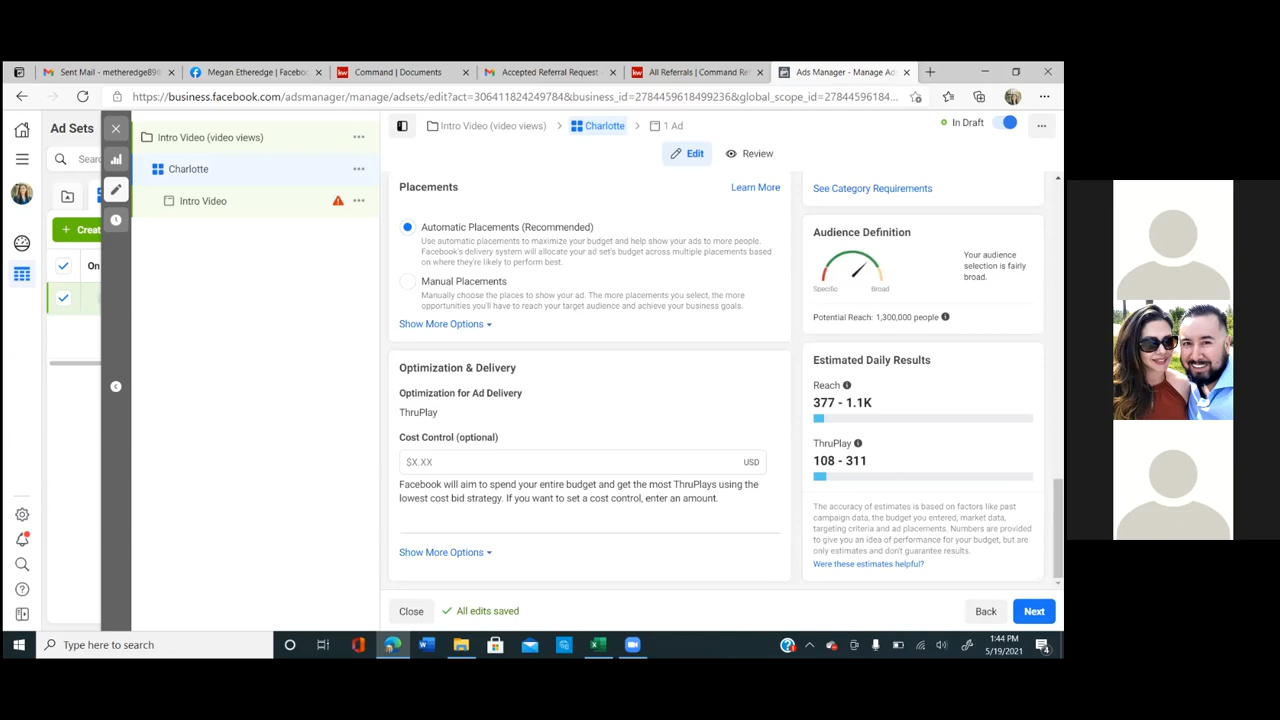 Sent Mail - metheredge89
Megan Etheredge | Facebo
Command | Documents
Accepted Referral Request -
All Referrals | Command Re
Ads Manager - Manage Ad
https://business.facebook.com/adsmanager/manage/adsets/edit?act=306411824249784&business_id=2784459618499236&global_scope_id=27844596184...
Ad Sets
Intro Video (video views)
Intro Video (video views)
Charlotte
1 Ad
In Draft
Edit
Review
Sear
Charlotte
Intro Video
Creat
On
Placements
Learn More
Automatic Placements (Recommended)
Use automatic placements to maximize your budget and help show your ads to more people.
Facebook's delivery system will allocate your ad set's budget across multiple placements based
on where they're likely to perform best.
Manual Placements
Manually choose the places to show your ad. The more placements you select, the more
opportunities you'll have to reach your target audience and achieve your business goals.
Show More Options
Optimization & Delivery
Optimization for Ad Delivery
ThruPlay
Cost Control (optional)
$X.XX
USD
Facebook will aim to spend your entire budget and get the most ThruPlays using the
lowest cost bid strategy. If you want to set a cost control, enter an amount.
Show More Options
See Category Requirements
Audience Definition
Your audience
selection is fairly
broad.
Specific
Broad
Potential Reach: 1,300,000 people
Estimated Daily Results
Reach
377 - 1.1K
ThruPlay
108 - 311
The accuracy of estimates is based on factors like past
campaign data, the budget you entered, market data,
targeting criteria and ad placements. Numbers are provided
to give you an idea of performance for your budget, but are
only estimates and don't guarantee results.
Were these estimates helpful?
Close
All edits saved
Back
Next
Type here to search
1:44 PM
5/19/2021
4